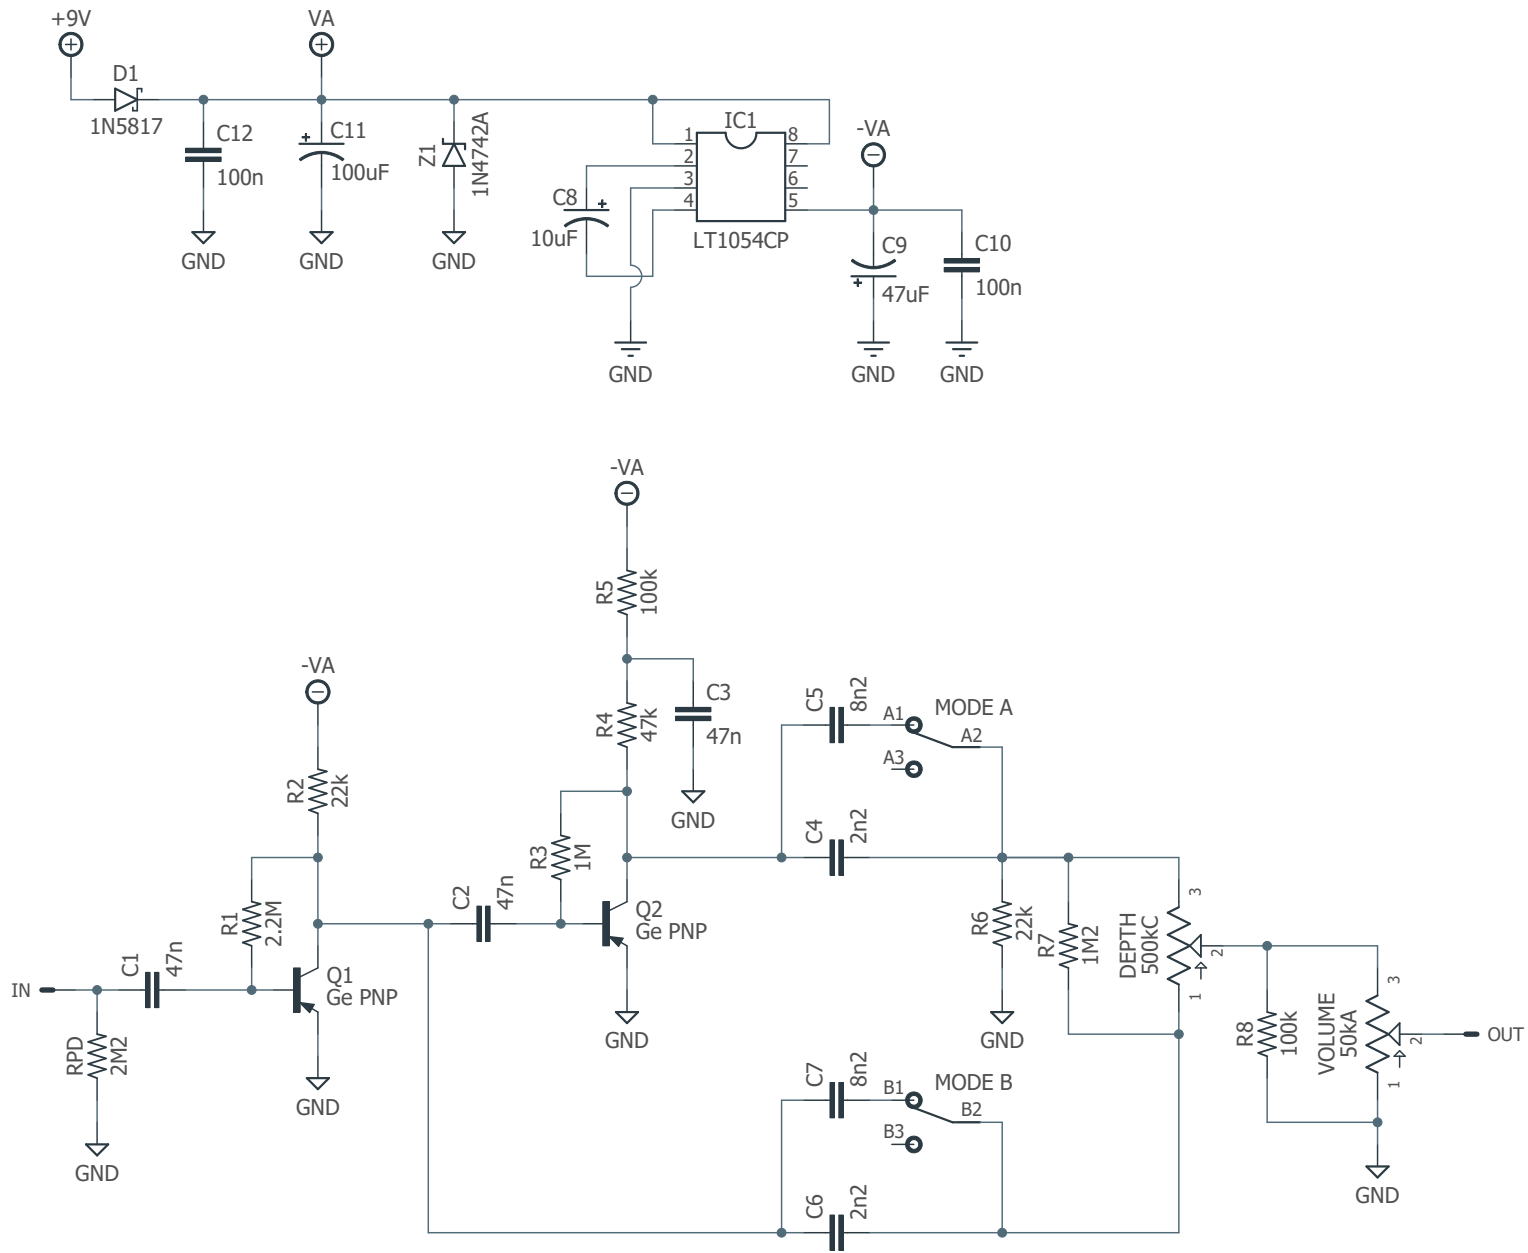 +9V
VA
D1
1N5817
C12
100n
C11
100uF
Z1
1N4742A
IC1
1
2
3
4
8
7
6
5
LT1054CP
C8
10uF
-VA
C9
47uF
C10
100n
GND
GND
GND
GND
GND
GND
-VA
R5
100k
-VA
R4
47k
C3
47n
GND
R2
22k
R3
1M
C5
8n2
A1
MODE A
A2
A3
C4
2n2
R1
2.2M
C2
47n
Q2
Ge PNP
GND
R6
22k
R7
1M2
GND
DEPTH
500kC
3
2
1
IN
C1
47n
Q1
Ge PNP
RPD
2M2
GND
GND
R8
100k
VOLUME
50kA
3
2
1
OUT
GND
C7
8n2
B1
MODE B
B2
B3
C6
2n2